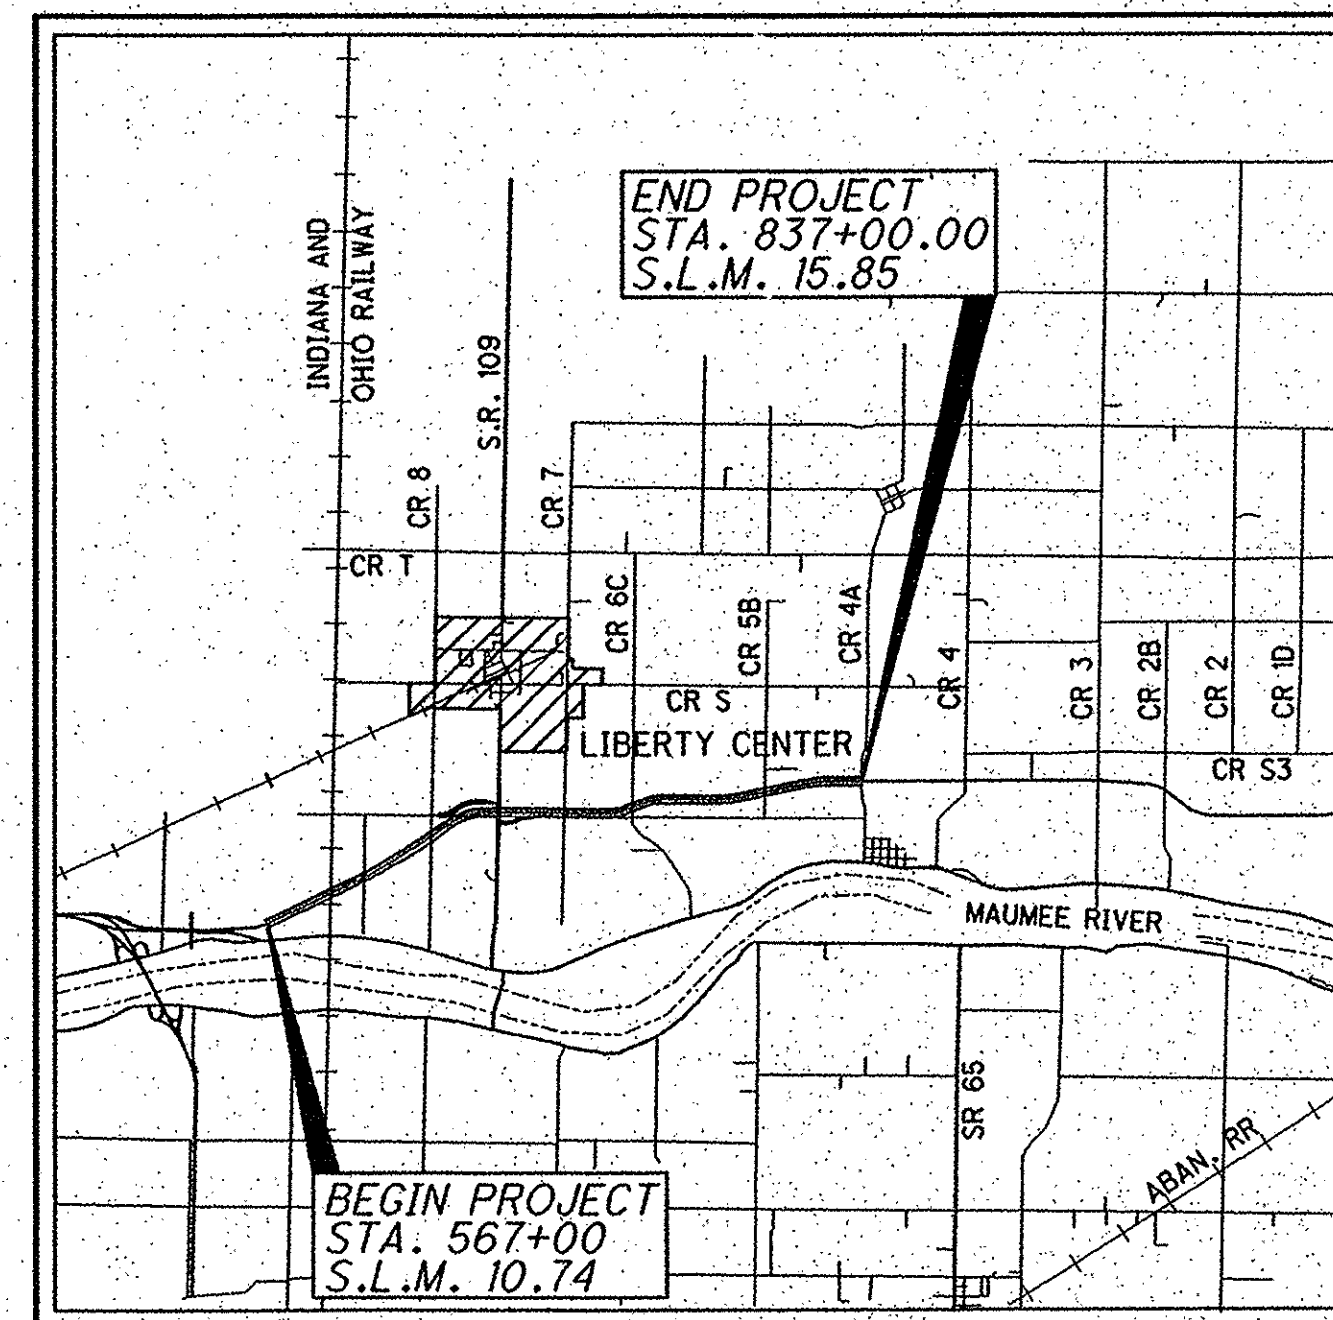 END PROJECT
STA. 837+00.00
S.L.M. 15.85
INDIANA AND
OHIO RAILWAY
S.R. 109
CR 8
CR 7
CR T
CR 6C
CR 5B
CR 4A
CR 4
CR 3
CR 2B
CR 2
CR 1D
CR S
LIBERTY CENTER
CR S3
MAUMEE RIVER
SR 65
ABAN. RR
BEGIN PROJECT
STA. 567+00
S.L.M. 10.74